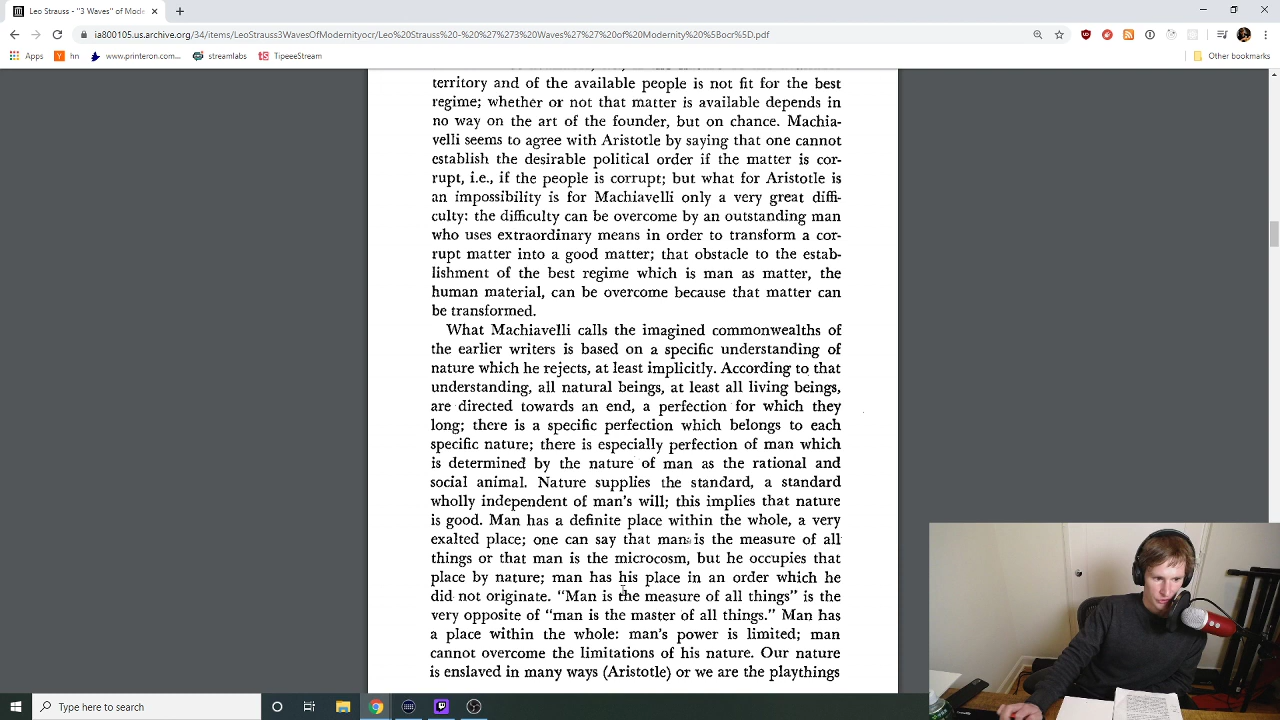 Leo Strauss - "3 Waves" of Mode
ia800105.us.archive.org/34/items/LeoStrauss3WavesOfModernityocr/Leo%20Strauss%20-%20%27%273%20Waves%27%27%20of%20Modernity%20%5Bocr%5D.pdf
Apps hn www.printeron.com... streamlabs TipeeeStream Other bookmarks
territory and of the available people is not fit for the best
regime; whether or not that matter is available depends in
no way on the art of the founder, but on chance. Machia-
velli seems to agree with Aristotle by saying that one cannot
establish the desirable political order if the matter is cor-
rupt, i.e., if the people is corrupt; but what for Aristotle is
an impossibility is for Machiavelli only a very great diffi-
culty: the difficulty can be overcome by an outstanding man
who uses extraordinary means in order to transform a cor-
rupt matter into a good matter; that obstacle to the estab-
lishment of the best regime which is man as matter, the
human material, can be overcome because that matter can
be transformed.
What Machiavelli calls the imagined commonwealths of
the earlier writers is based on a specific understanding of
nature which he rejects, at least implicitly. According to that
understanding, all natural beings, at least all living beings,
are directed towards an end, a perfection for which they
long; there is a specific perfection which belongs to each
specific nature; there is especially perfection of man which
is determined by the nature of man as the rational and
social animal. Nature supplies the standard, a standard
wholly independent of man's will; this implies that nature
is good. Man has a definite place within the whole, a very
exalted place; one can say that man is the measure of all
things or that man is the microcosm, but he occupies that
place by nature; man has his place in an order which he
did not originate. "Man is the measure of all things" is the
very opposite of "man is the master of all things." Man has
a place within the whole: man's power is limited; man
cannot overcome the limitations of his nature. Our nature
is enslaved in many ways (Aristotle) or we are the playthings
Type here to search